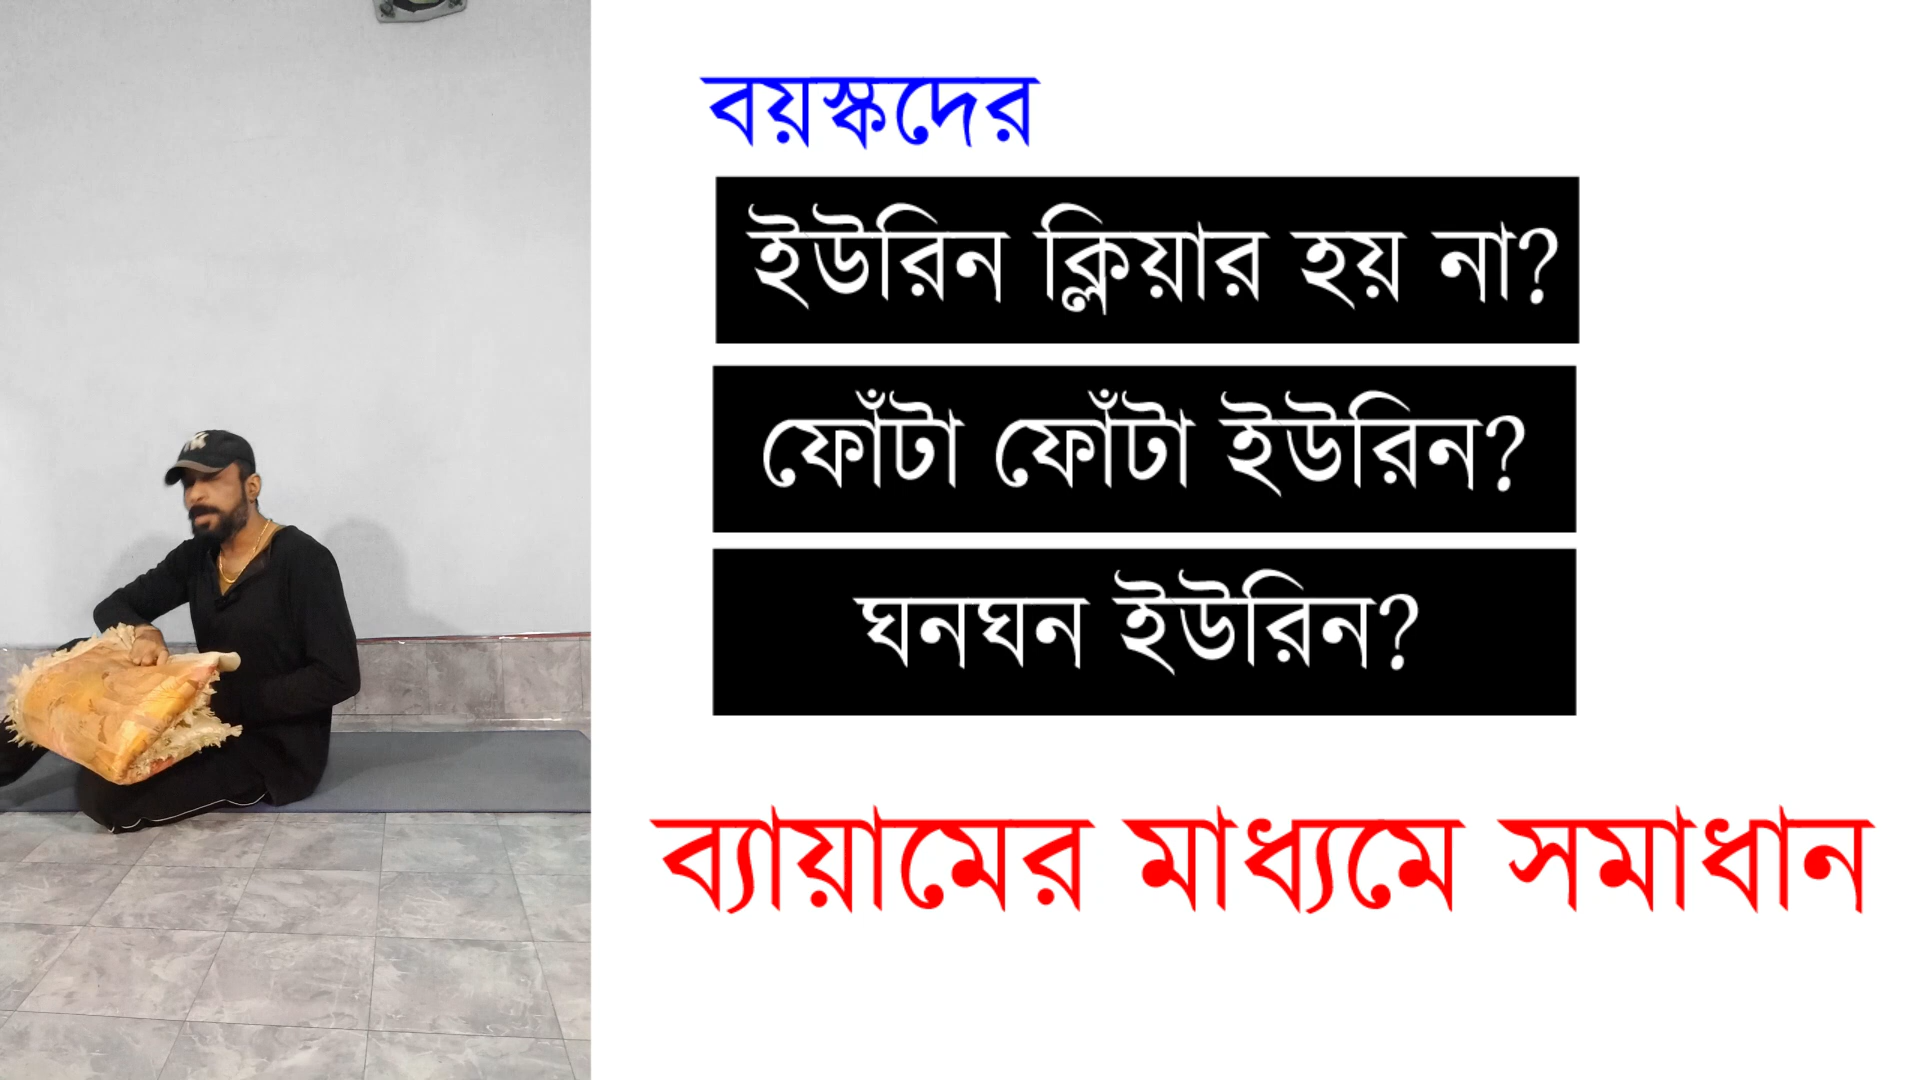 বয়স্কদের
ইউরিন ক্লিয়ার হয় না?
ফোঁটা ফোঁটা ইউরিন?
ঘনঘন ইউরিন?
ব্যায়ামের মাধ্যমে সমাধান